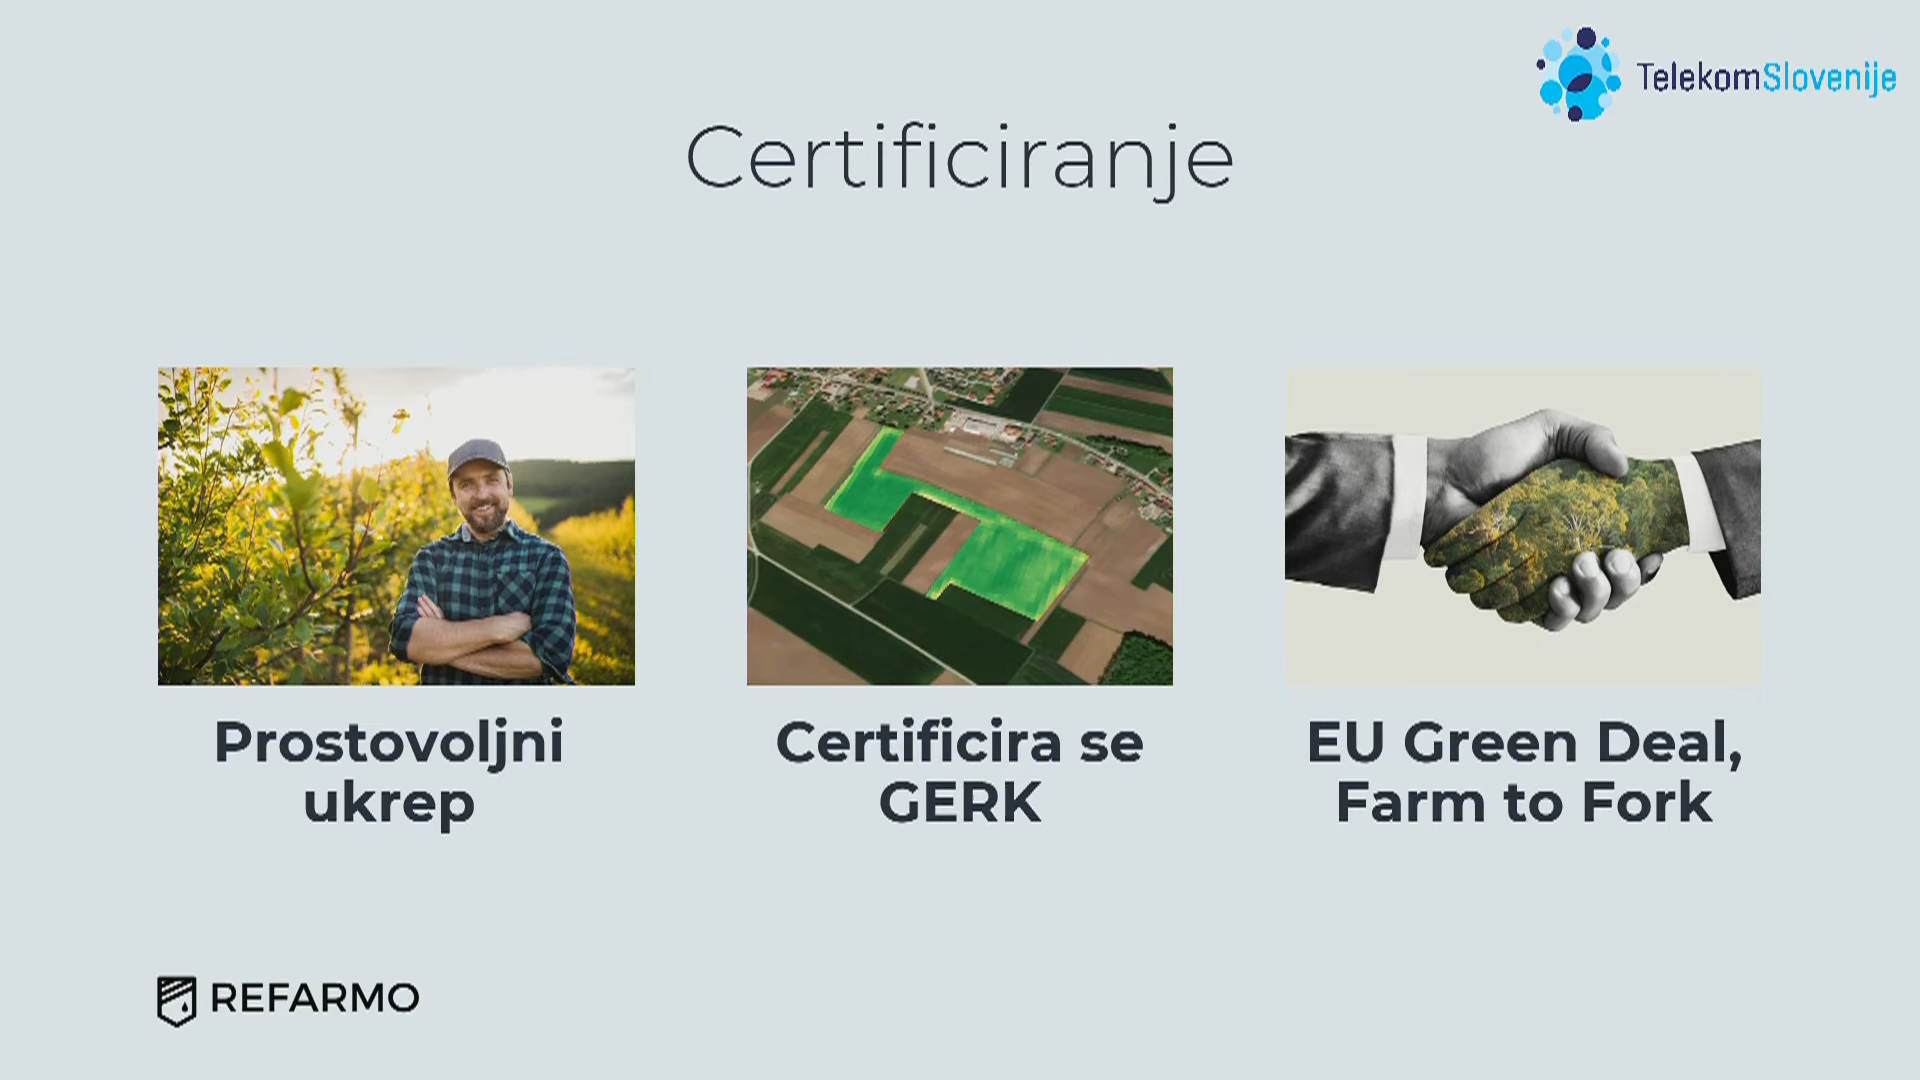 TelekomSlovenije
Certificiranje
Prostovoljni
ukrep
Certificira se
GERK
EU Green Deal,
Farm to Fork
REFARMO